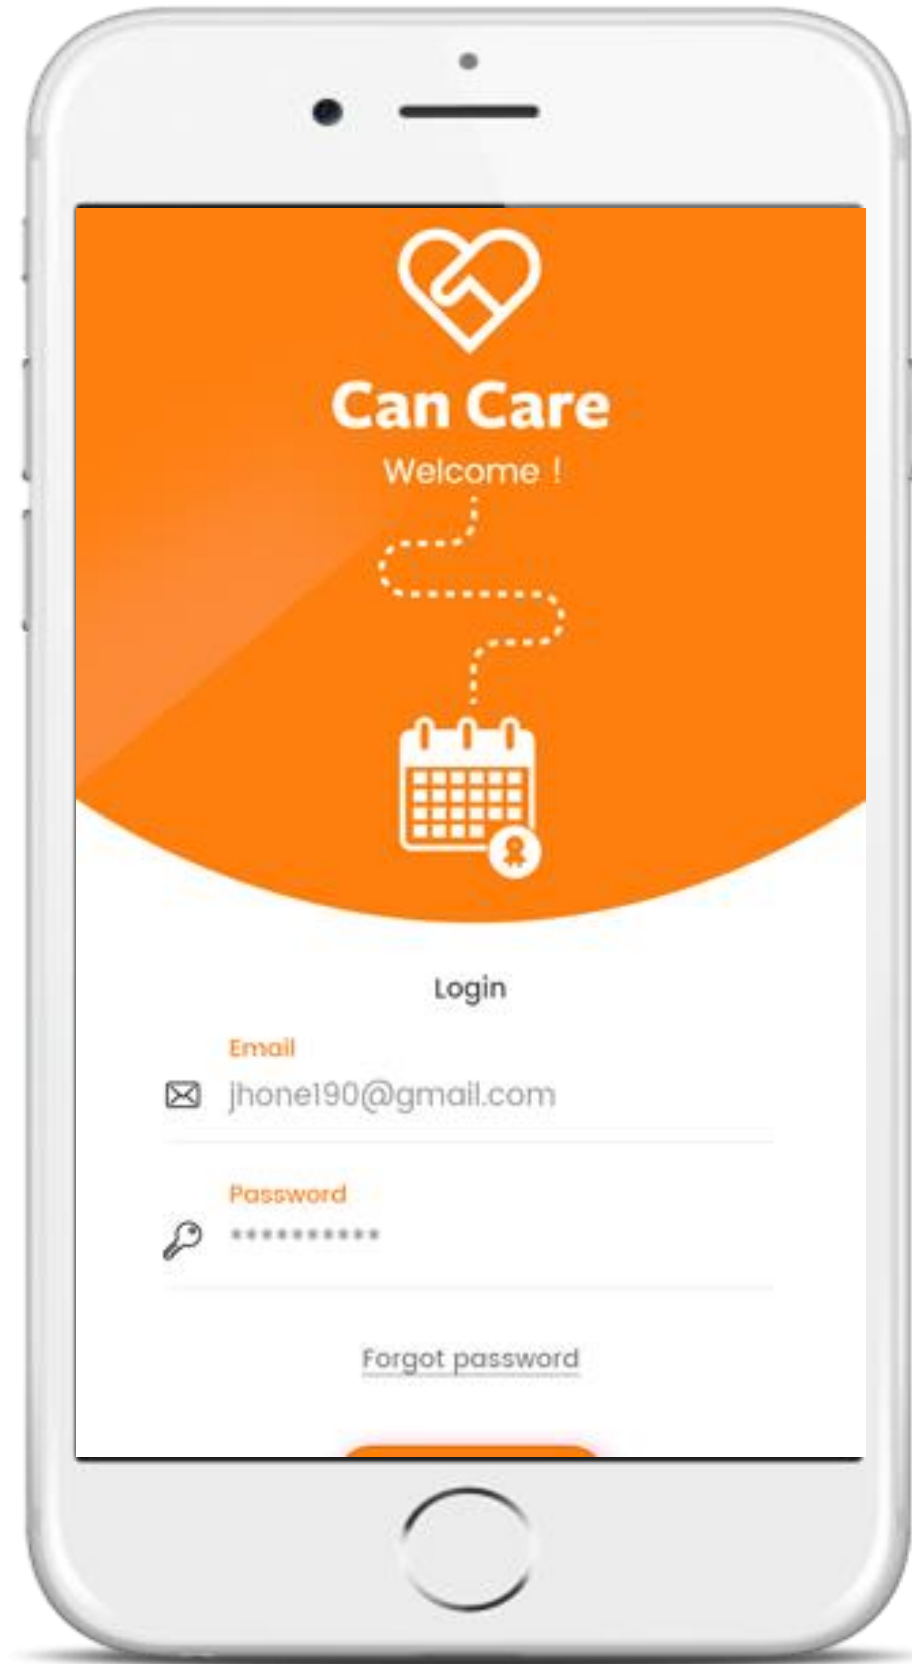 Can Care
Welcome !
Login
Email
jhone190@gmail.com
Password
**********
Forgot password